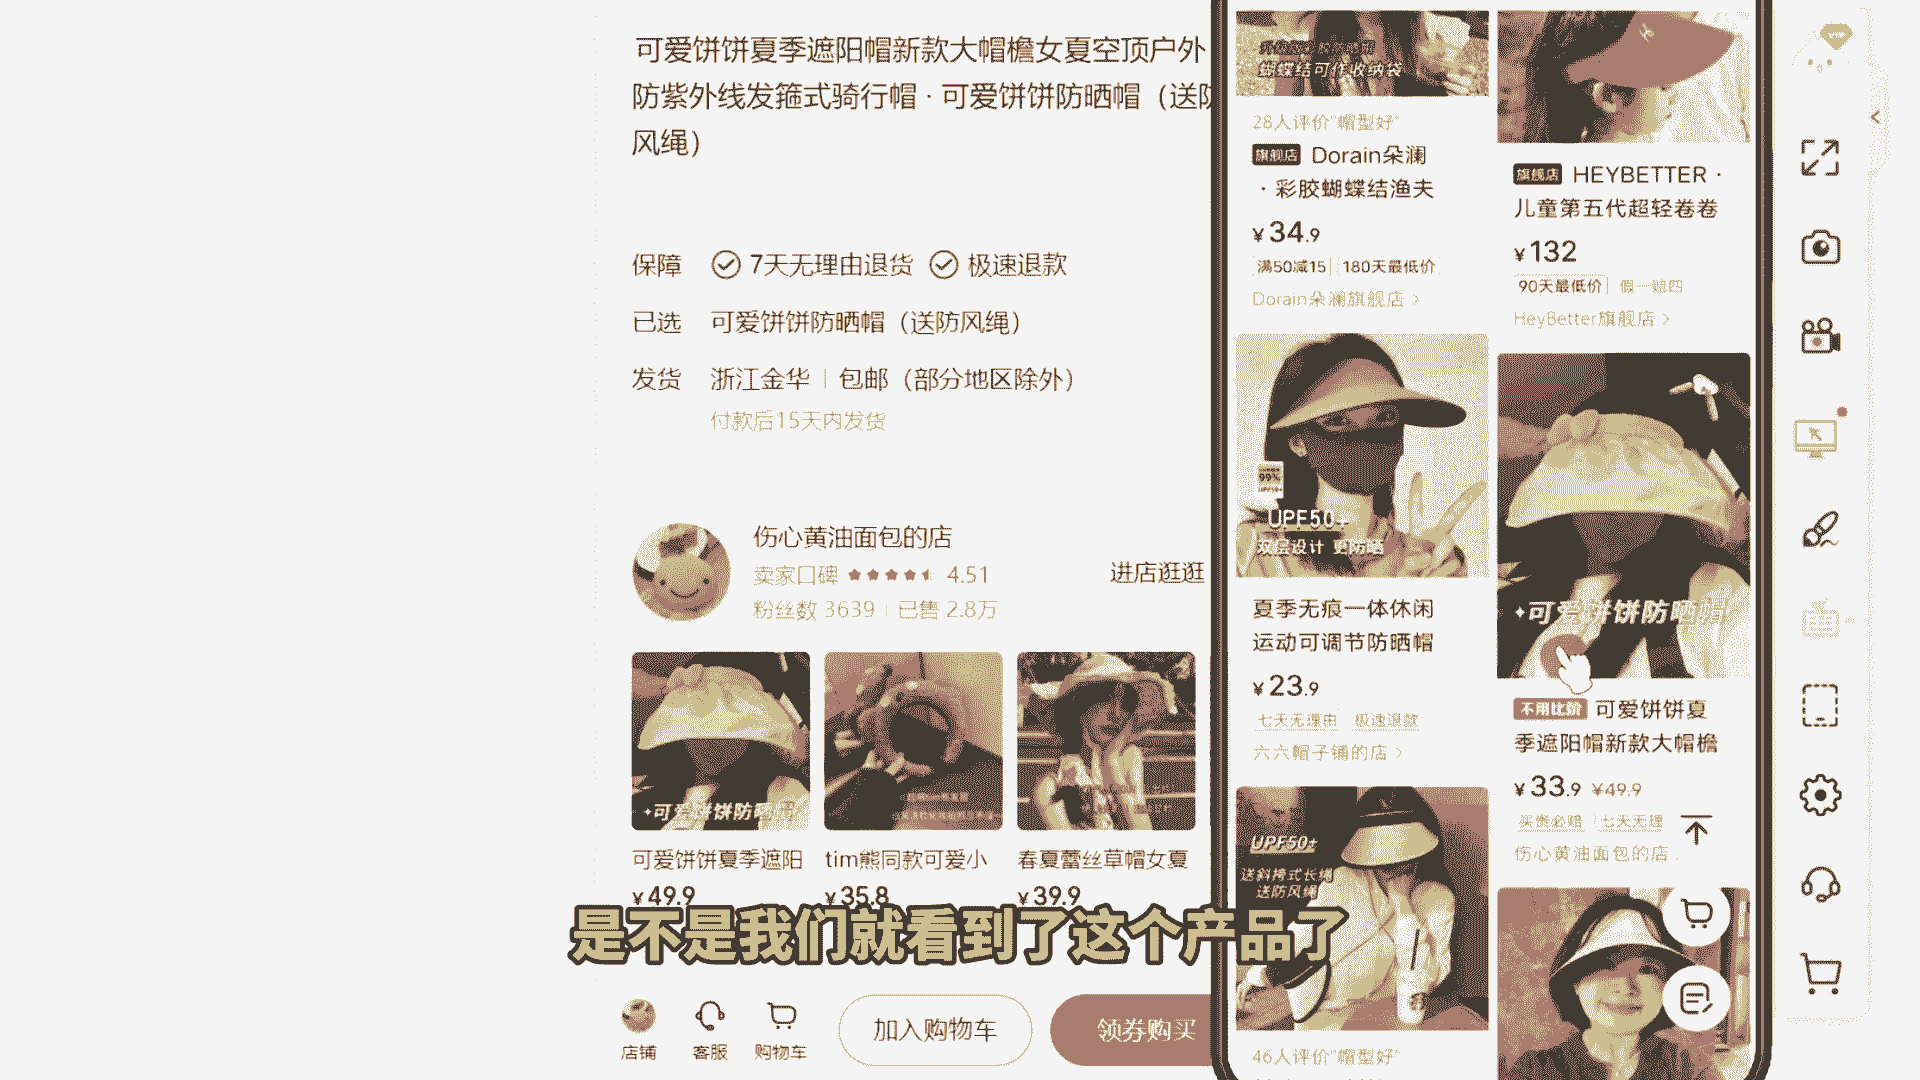 可爱饼饼夏季遮阳帽新款大帽檐女夏空顶户外
防紫外线发箍式骑行帽 · 可爱饼饼防晒帽（送防
风绳）
保障 7天无理由退货 极速退款
已选 可爱饼饼防晒帽（送防风绳）
发货 浙江金华 | 包邮（部分地区除外）
付款后15天内发货
伤心黄油面包的店
卖家口碑 4.51
粉丝数 3639 | 已售 2.8万
进店逛逛
可爱饼饼防晒帽
可爱饼饼夏季遮阳
¥49.9
tim熊同款可爱小
¥35.8
春夏蕾丝草帽女夏
¥39.9
是不是我们就看到了这个产品了
店铺
客服
购物车
加入购物车
领券购买
蝴蝶结可作收纳袋
28人评价"帽型好"
旗舰店 Dorain朵澜
· 彩胶蝴蝶结渔夫
¥34.9
满50减15 180天最低价
Dorain朵澜旗舰店 >
99%
UPF50+
双层设计 更防晒
夏季无痕一体休闲
运动可调节防晒帽
¥23.9
七天无理由 极速退款
六六帽子铺的店 >
UPF50+
送斜挎式长绳
送防风绳
46人评价"帽型好"
旗舰店 HEYBETTER ·
儿童第五代超轻卷卷
¥132
90天最低价 假一赔四
HeyBetter旗舰店 >
可爱饼饼防晒帽
不用比价 可爱饼饼夏
季遮阳帽新款大帽檐
¥33.9 ¥49.9
买贵必赔 七天无理
伤心黄油面包的店
VIP